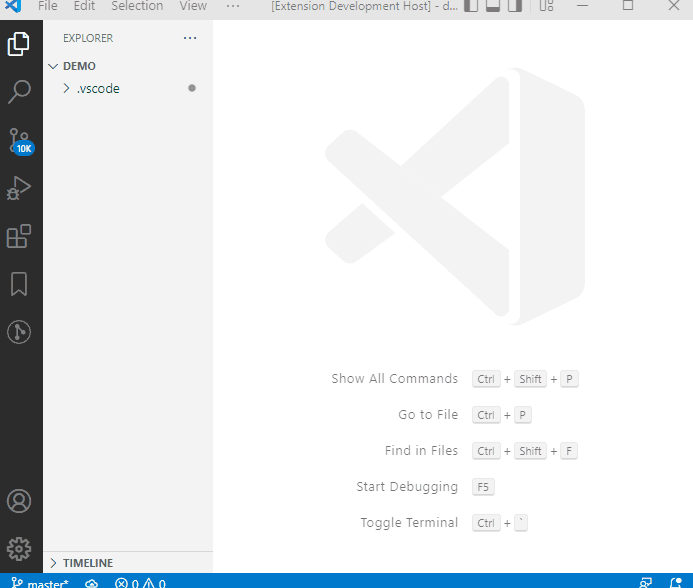 File Edit Selection View ··· [Extension Development Host] - d...
EXPLORER ···
DEMO
.vscode
10K
Show All Commands Ctrl + Shift + P
Go to File Ctrl + P
Find in Files Ctrl + Shift + F
Start Debugging F5
Toggle Terminal Ctrl + `
TIMELINE
master* 0 0